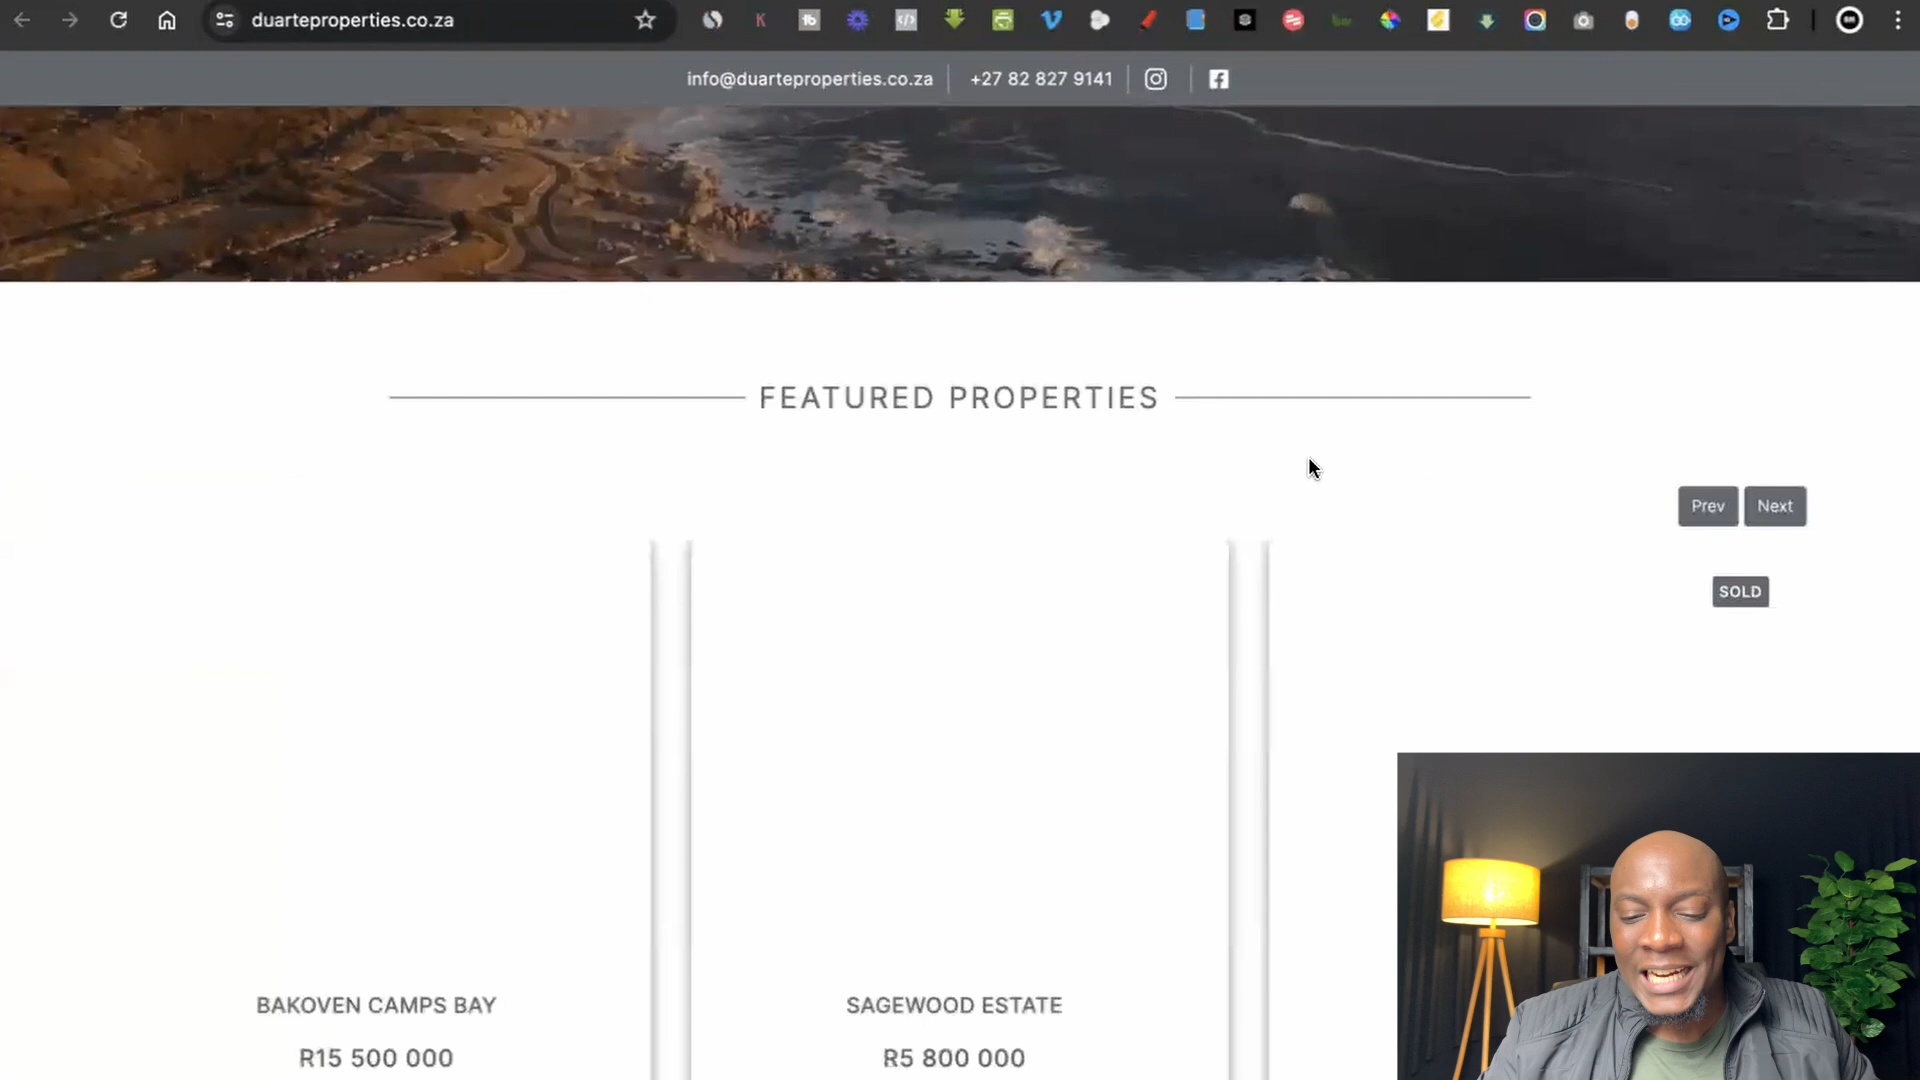 duarteproperties.co.za
info@duarteproperties.co.za
+27 82 827 9141
FEATURED PROPERTIES
Prev
Next
SOLD
BAKOVEN CAMPS BAY
SAGEWOOD ESTATE
R15 500 000
R5 800 000